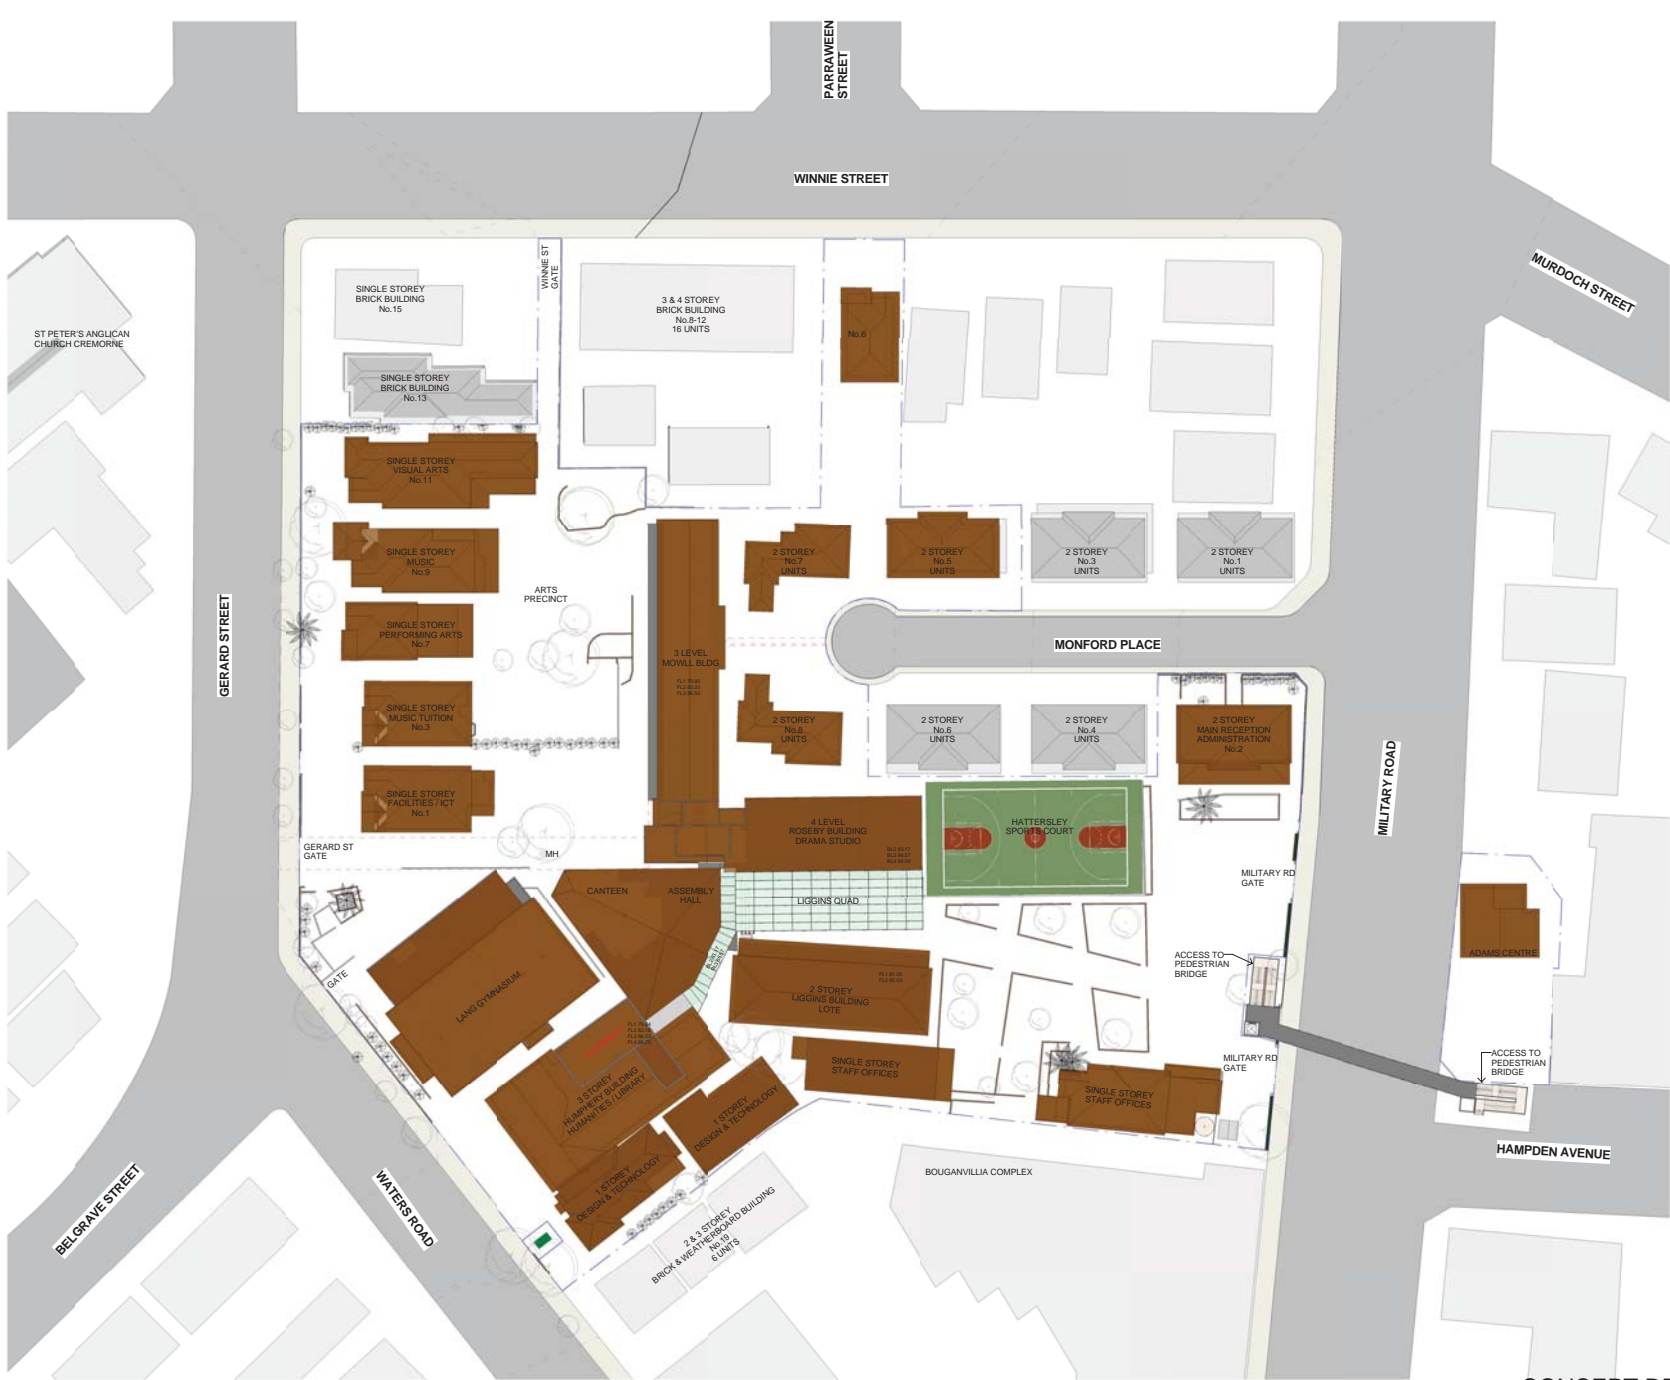 PARRAWEEN
STREET
WINNIE STREET
MURDOCH STREET
WINNIE ST
GATE
SINGLE STOREY
BRICK BUILDING
No.15
3 & 4 STOREY
BRICK BUILDING
No.8-12
16 UNITS
No.6
ST PETER'S ANGLICAN
CHURCH CREMORNE
SINGLE STOREY
BRICK BUILDING
No.13
SINGLE STOREY
VISUAL ARTS
No.11
SINGLE STOREY
MUSIC
No.9
2 STOREY
No.7
UNITS
2 STOREY
No.5
UNITS
2 STOREY
No.3
UNITS
2 STOREY
No.1
UNITS
ARTS
PRECINCT
GERARD STREET
SINGLE STOREY
PERFORMING ARTS
No.7
3 LEVEL
MOWLL BLDG
MONFORD PLACE
SINGLE STOREY
MUSIC TUITION
No.3
2 STOREY
No.8
UNITS
2 STOREY
No.6
UNITS
2 STOREY
No.4
UNITS
2 STOREY
MAIN RECEPTION
ADMINISTRATION
No.2
MILITARY ROAD
SINGLE STOREY
FACILITIES / ICT
No.1
4 LEVEL
ROSEBY BUILDING
DRAMA STUDIO
HATTERSLEY
SPORTS COURT
GERARD ST
GATE
MH
CANTEEN
ASSEMBLY
HALL
LIGGINS QUAD
MILITARY RD
GATE
GATE
LANG GYMNASIUM
2 STOREY
LIGGINS BUILDING
LOTE
ACCESS TO
PEDESTRIAN
BRIDGE
ADAMS CENTRE
3 STOREY
HUMPHERY BUILDING
HUMANITIES / LIBRARY
SINGLE STOREY
STAFF OFFICES
SINGLE STOREY
STAFF OFFICES
MILITARY RD
GATE
ACCESS TO
PEDESTRIAN
BRIDGE
1 STOREY
DESIGN & TECHNOLOGY
1 STOREY
DESIGN & TECHNOLOGY
HAMPDEN AVENUE
BOUGANVILLIA COMPLEX
BELGRAVE STREET
WATERS ROAD
2 & 3 STOREY
BRICK & WEATHERBOARD BUILDING
No.19
6 UNITS